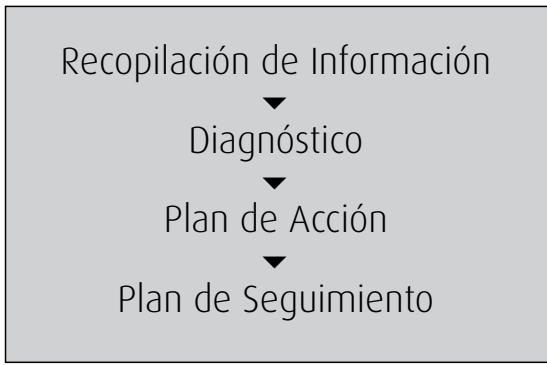 Recopilación de Información
Diagnóstico
Plan de Acción
Plan de Seguimiento